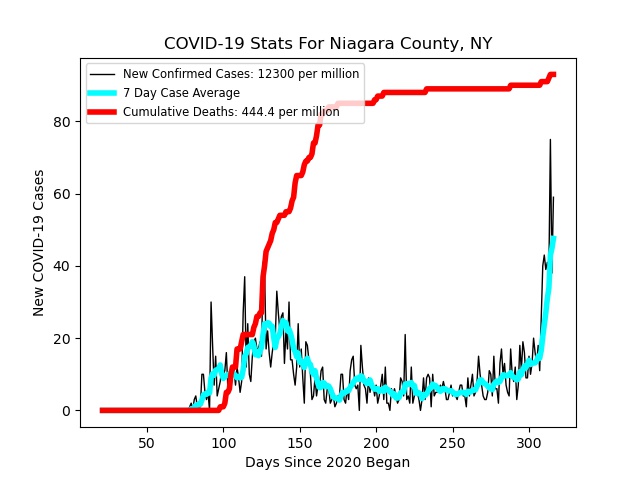 COVID-19 Stats For Niagara County, NY
New Confirmed Cases: 12300 per million
7 Day Case Average
Cumulative Deaths: 444.4 per million
New COVID-19 Cases
80
60
40
20
0
50 100 150 200 250 300
Days Since 2020 Began